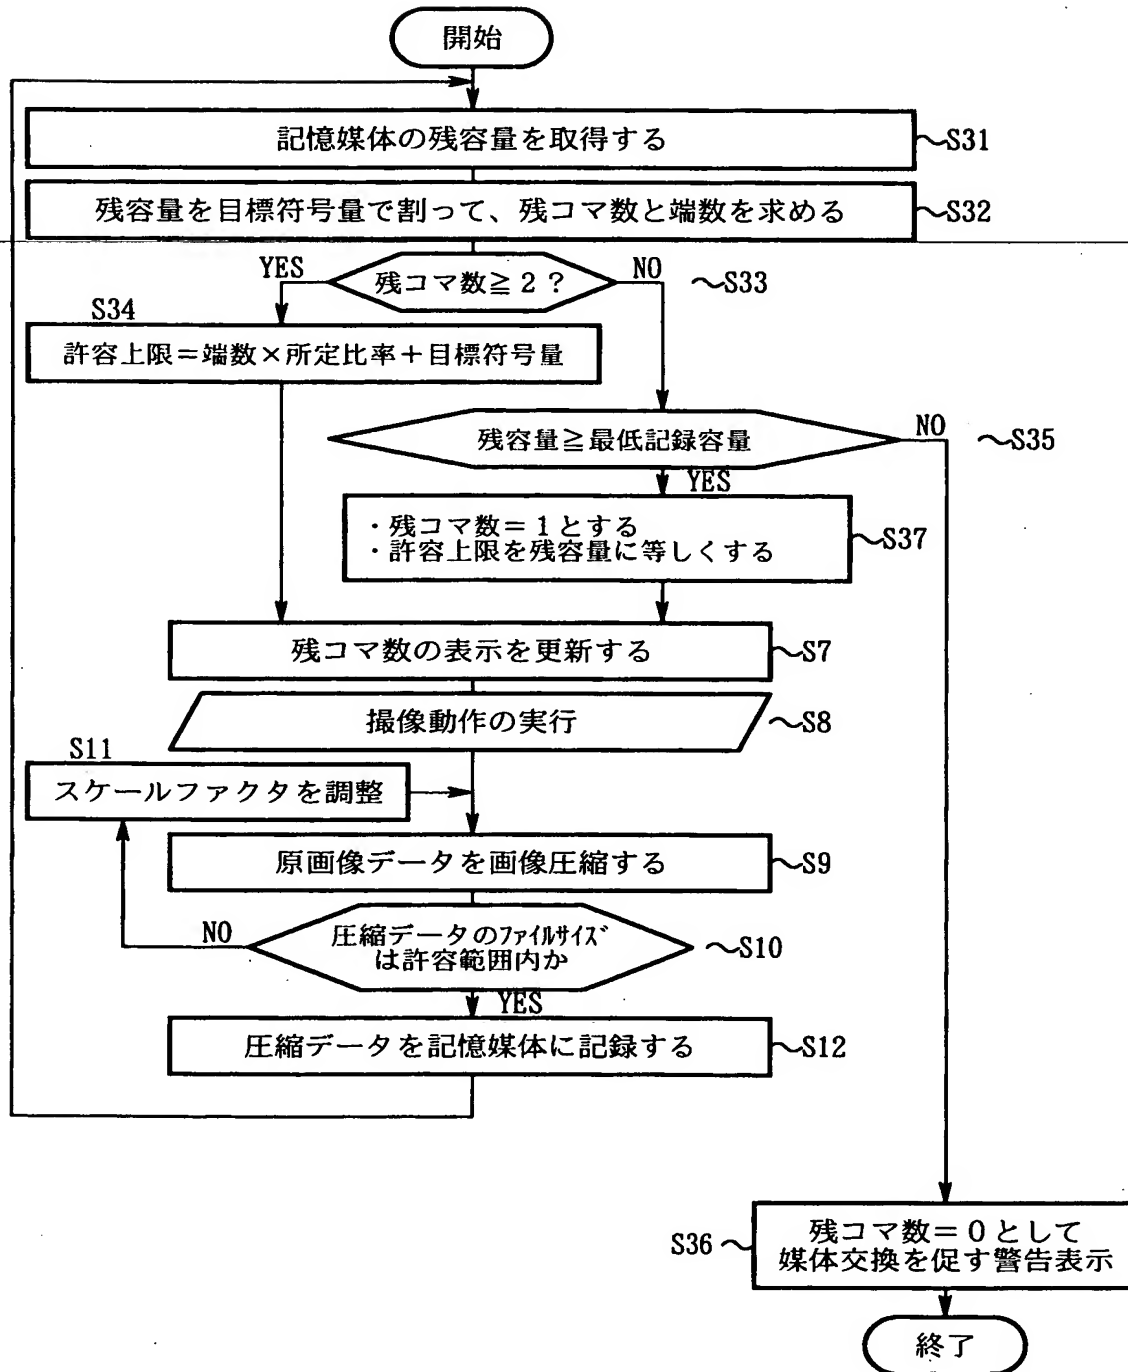 開始
記憶媒体の残容量を取得する
~S31
残容量を目標符号量で割って、残コマ数と端数を求める
~S32
YES
残コマ数≧2？
NO
~S33
S34
許容上限＝端数×所定比率＋目標符号量
残容量≧最低記録容量
NO
~S35
YES
・残コマ数＝1とする
・許容上限を残容量に等しくする
~S37
残コマ数の表示を更新する
~S7
撮像動作の実行
~S8
S11
スケールファクタを調整
原画像データを画像圧縮する
~S9
NO
圧縮データのﾌｧｲﾙｻｲｽﾞ
は許容範囲内か
~S10
YES
圧縮データを記憶媒体に記録する
~S12
S36~
残コマ数＝0として
媒体交換を促す警告表示
終了